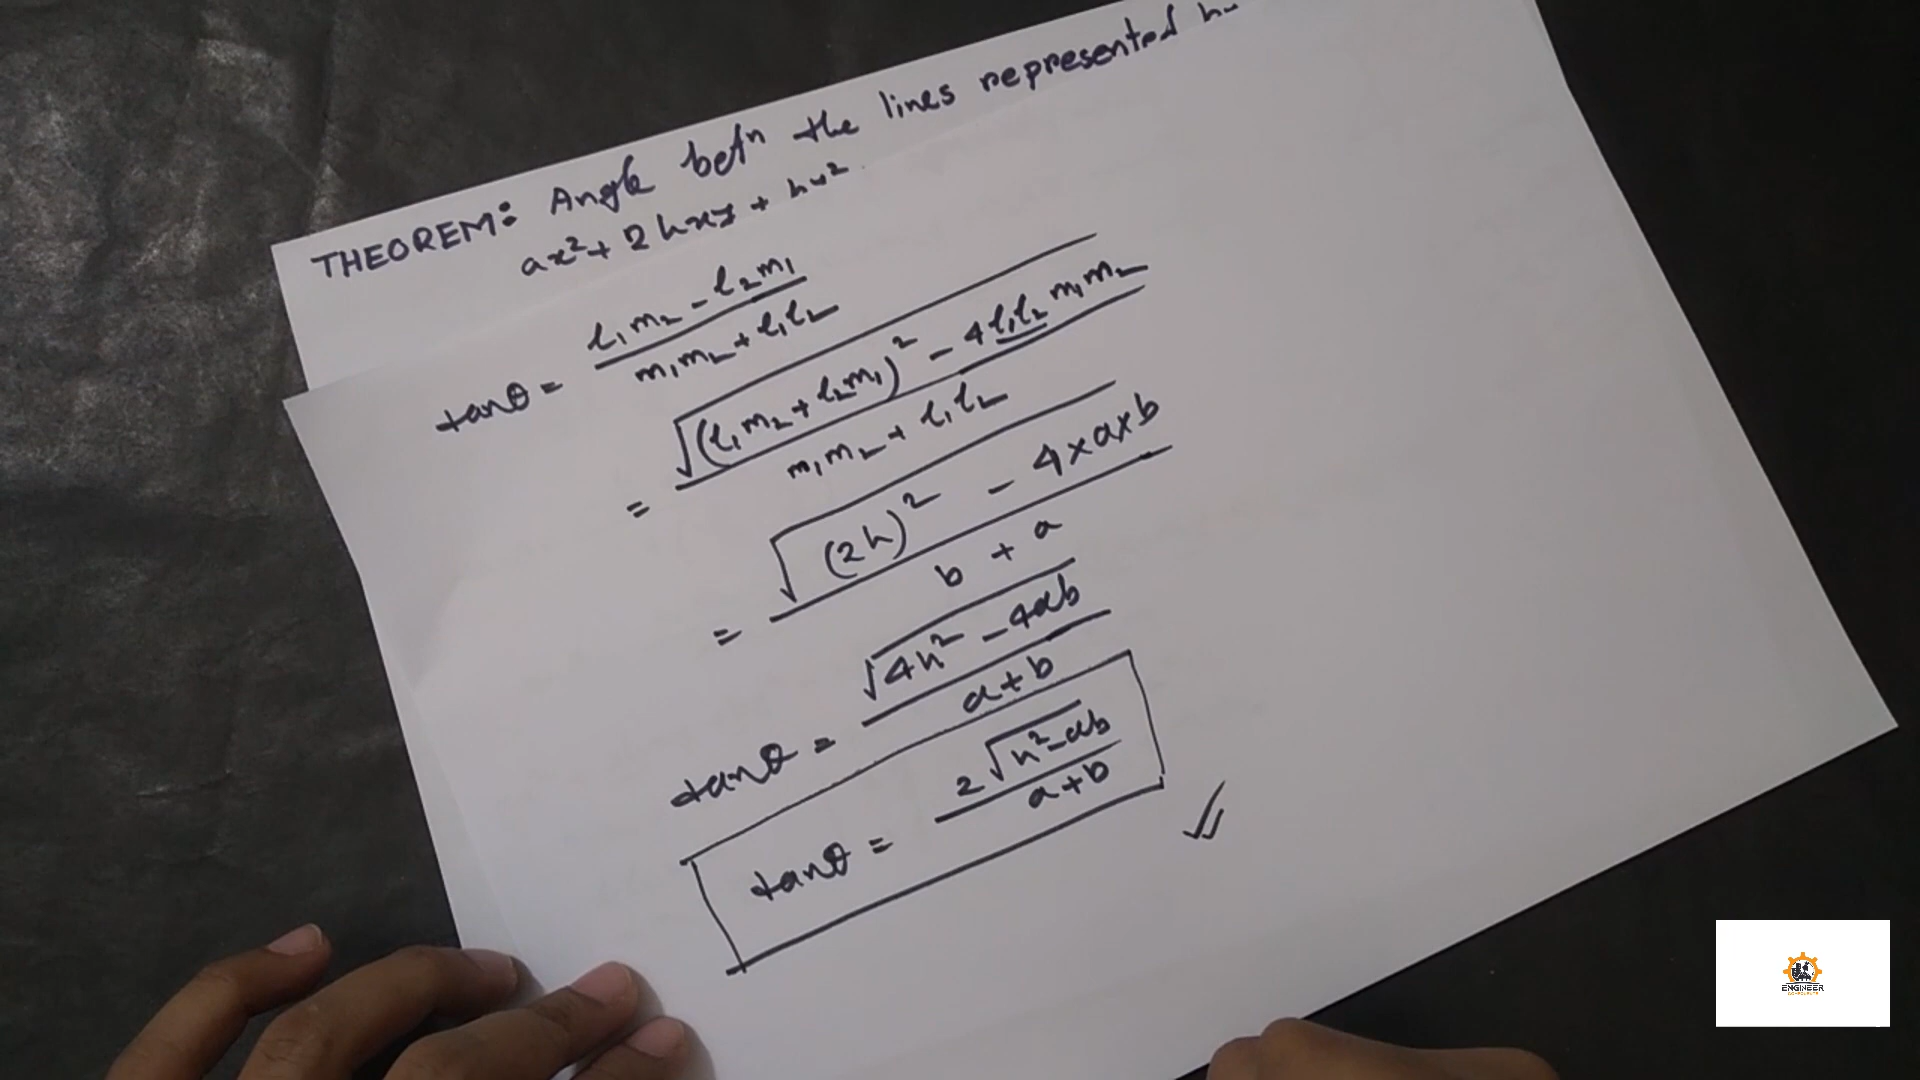 THEOREM: Angle betn the lines represented
ax² + 2hxy +
tanθ = (l₁m₂ - l₂m₁) / (m₁m₂ + l₁l₂)
= √((l₁m₂ + l₂m₁)² - 4l₁l₂m₁m₂) / (m₁m₂ + l₁l₂)
= √((2h)² - 4×a×b) / (b + a)
tanθ = √(4h² - 4ab) / (a+b)
tanθ = 2√(h²-ab) / (a+b)
ENGINEER